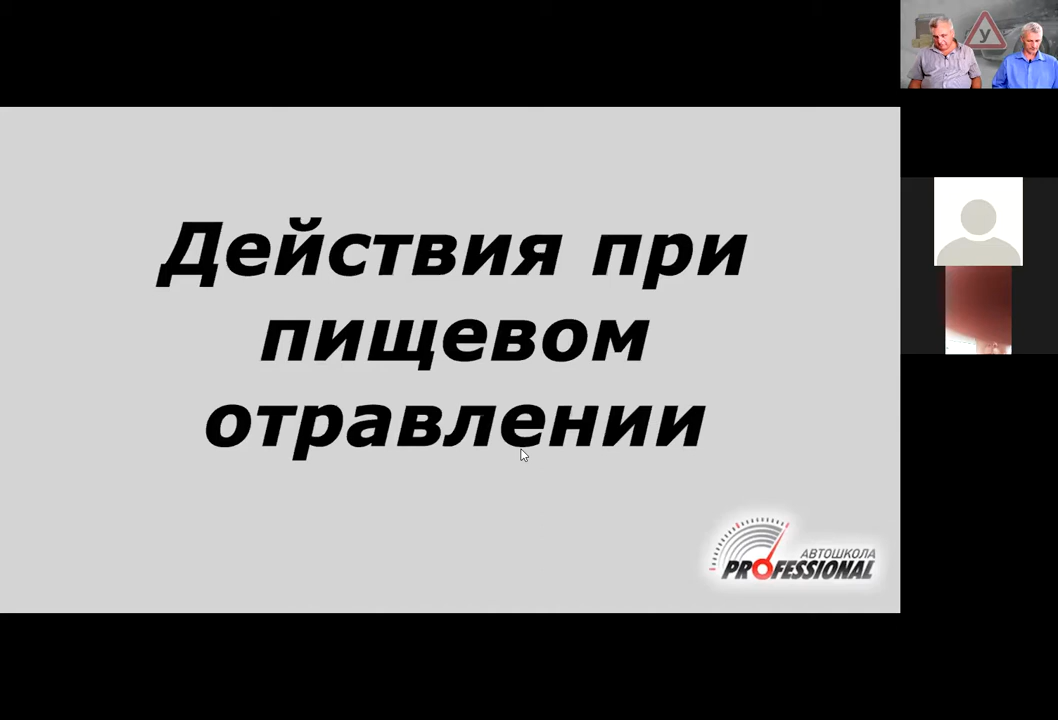 У
Действия при
пищевом
отравлении
АВТОШКОЛА
PROFESSIONAL